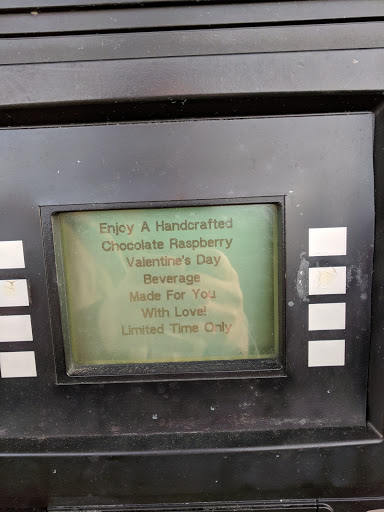 Enjoy A Handcrafted
Chocolate Raspberry
Valentine's Day
Beverage
Made For You
With Love!
Limited Time Only